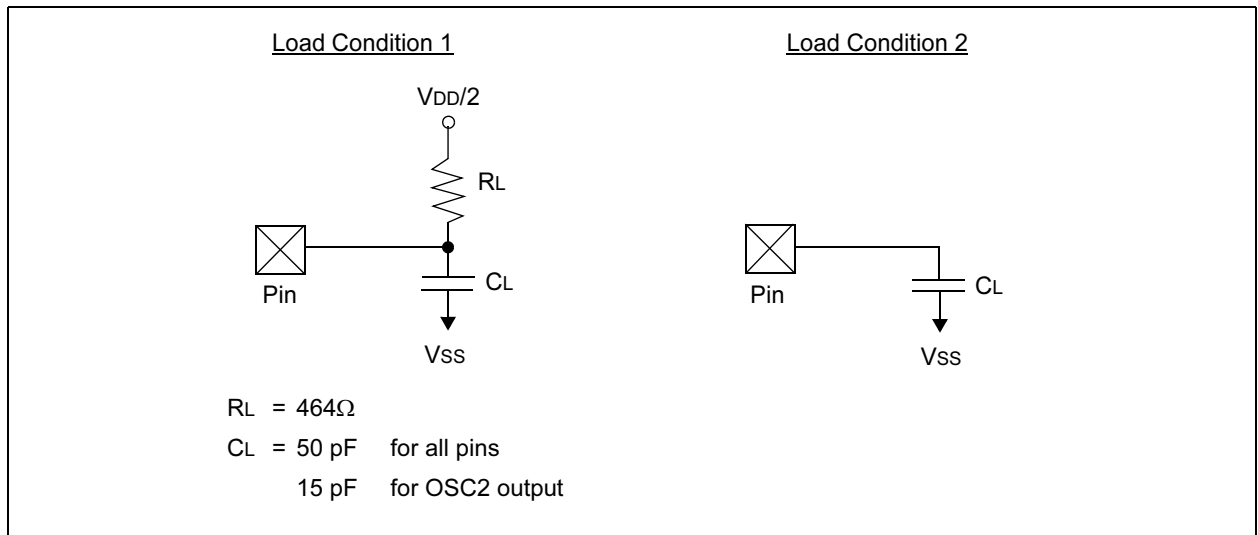 Load Condition 1
VDD/2
RL
Pin
CL
VSS
RL = 464Ω
CL = 50 pF for all pins
15 pF for OSC2 output
Load Condition 2
Pin
CL
VSS